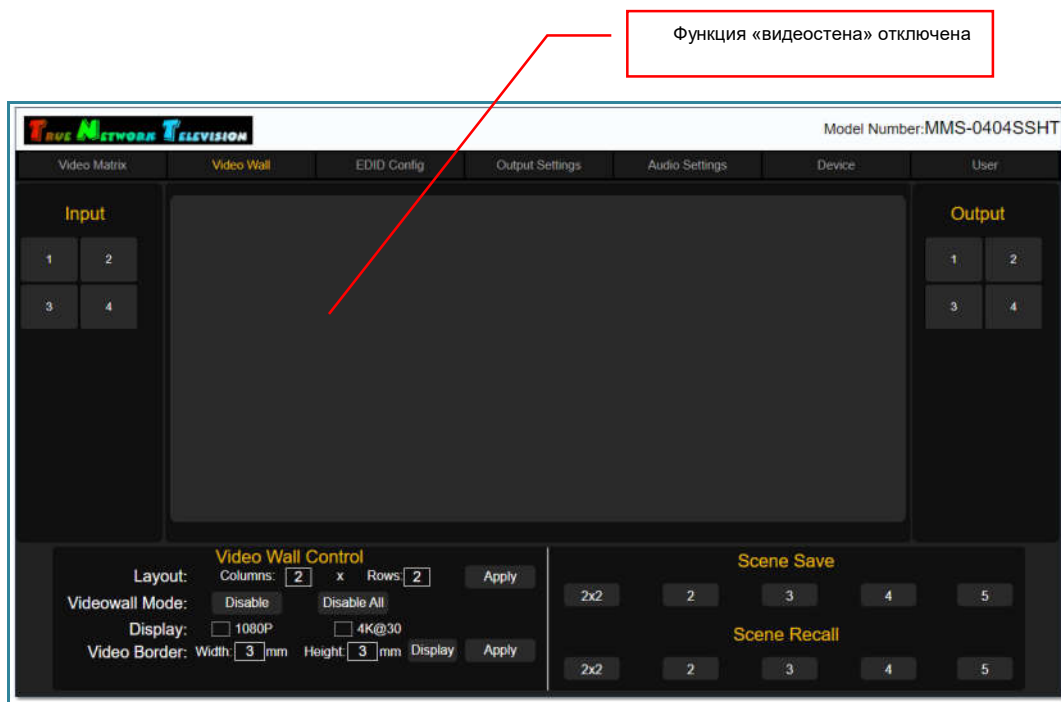 Функция «видеостена» отключена
TRUE NETWORK TELEVISION
Model Number:MMS-0404SSHT
Video Matrix Video Wall EDID Config Output Settings Audio Settings Device User
Input
1 2
3 4
Output
1 2
3 4
Video Wall Control
Layout: Columns: 2 x Rows: 2 Apply
Videowall Mode: Disable Disable All
Display: 1080P 4K@30
Video Border: Width: 3 mm Height: 3 mm Display Apply
Scene Save
2x2 2 3 4 5
Scene Recall
2x2 2 3 4 5